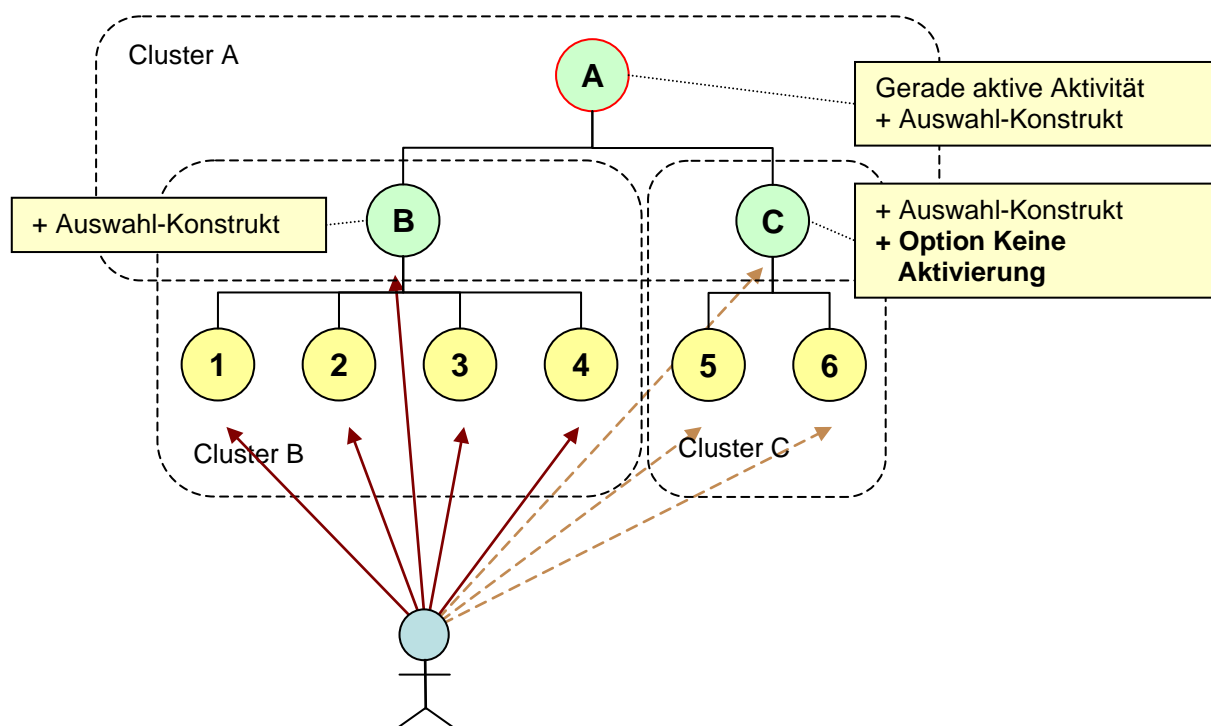 Cluster A
A
Gerade aktive Aktivität
+ Auswahl-Konstrukt
+ Auswahl-Konstrukt
B
C
+ Auswahl-Konstrukt
+ Option Keine
Aktivierung
1
2
3
4
5
6
Cluster B
Cluster C